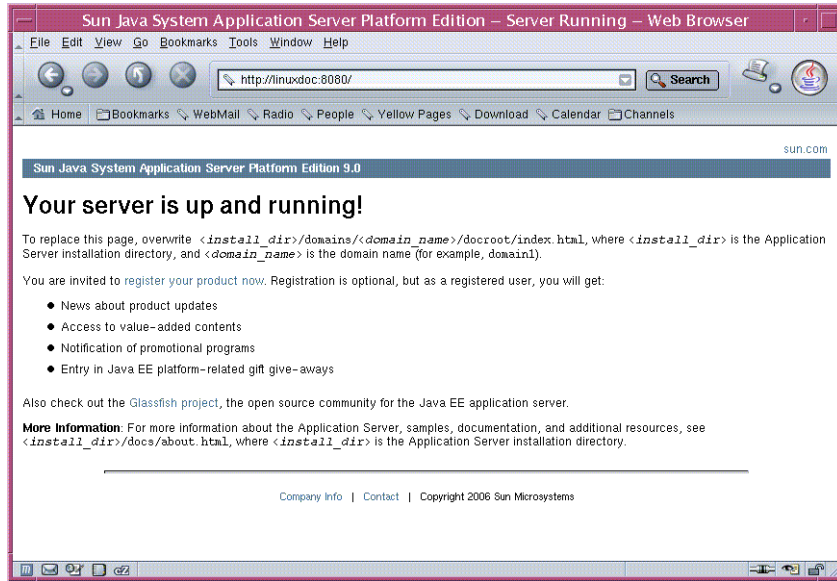 Sun Java System Application Server Platform Edition – Server Running – Web Browser
File Edit View Go Bookmarks Tools Window Help
http://linuxdoc:8080/ Search
Home Bookmarks WebMail Radio People Yellow Pages Download Calendar Channels
sun.com
Sun Java System Application Server Platform Edition 9.0
Your server is up and running!
To replace this page, overwrite <install_dir>/domains/<domain_name>/docroot/index.html, where <install_dir> is the Application
Server installation directory, and <domain_name> is the domain name (for example, domain1).
You are invited to register your product now. Registration is optional, but as a registered user, you will get:
● News about product updates
● Access to value-added contents
● Notification of promotional programs
● Entry in Java EE platform-related gift give-aways
Also check out the Glassfish project, the open source community for the Java EE application server.
More Information: For more information about the Application Server, samples, documentation, and additional resources, see
<install_dir>/docs/about.html, where <install_dir> is the Application Server installation directory.
Company Info | Contact | Copyright 2006 Sun Microsystems